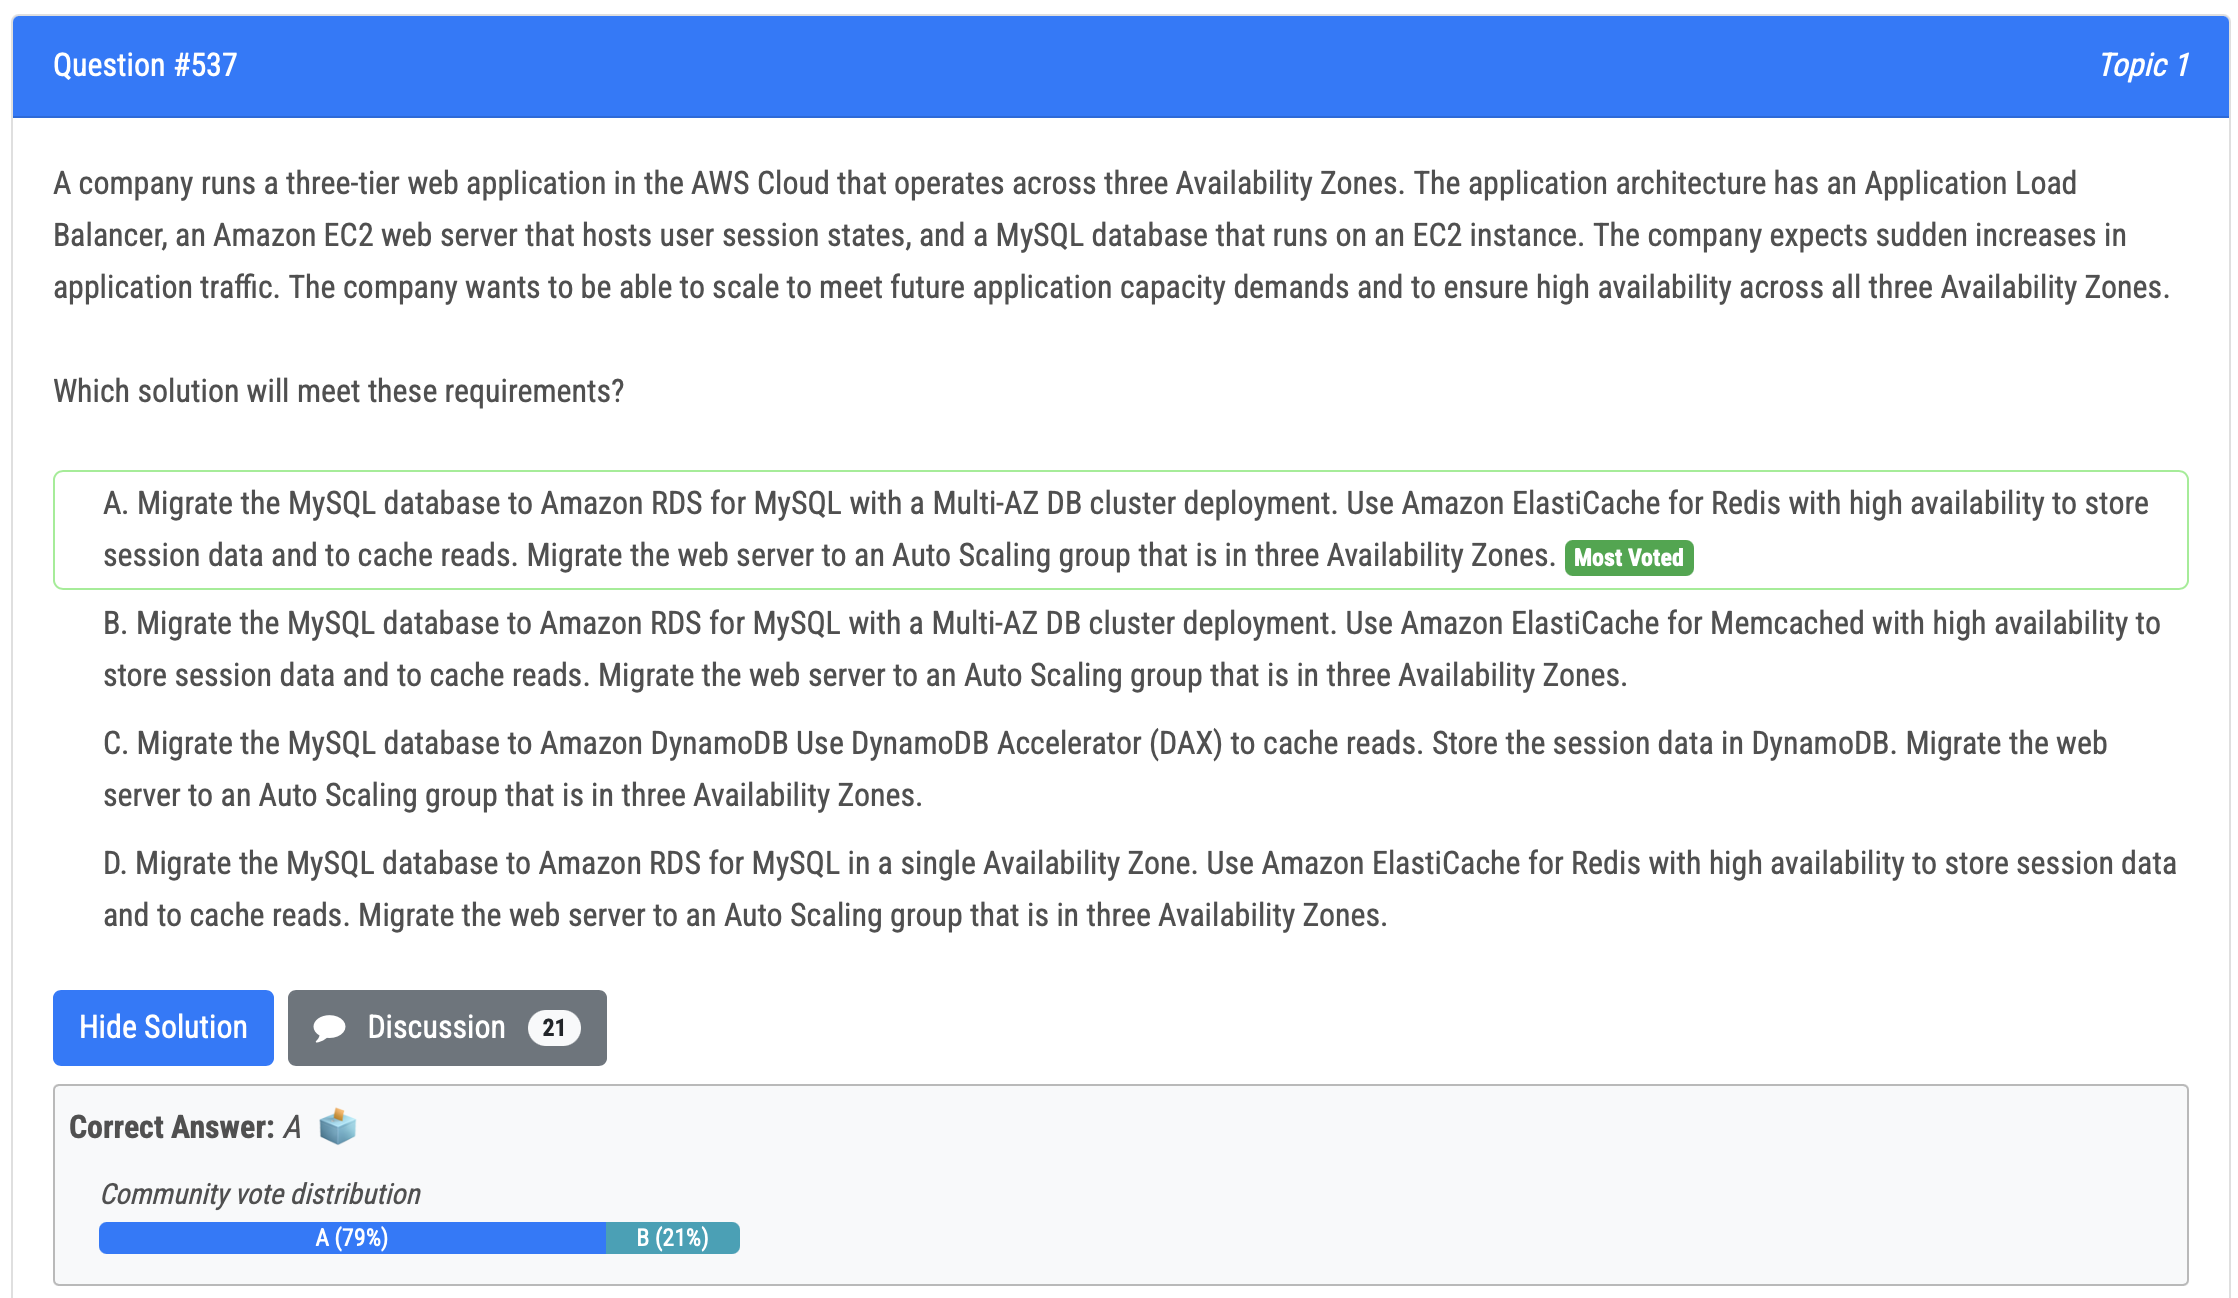 Question #537
Topic 1
A company runs a three-tier web application in the AWS Cloud that operates across three Availability Zones. The application architecture has an Application Load
Balancer, an Amazon EC2 web server that hosts user session states, and a MySQL database that runs on an EC2 instance. The company expects sudden increases in
application traffic. The company wants to be able to scale to meet future application capacity demands and to ensure high availability across all three Availability Zones.
Which solution will meet these requirements?
A. Migrate the MySQL database to Amazon RDS for MySQL with a Multi-AZ DB cluster deployment. Use Amazon ElastiCache for Redis with high availability to store
session data and to cache reads. Migrate the web server to an Auto Scaling group that is in three Availability Zones. Most Voted
B. Migrate the MySQL database to Amazon RDS for MySQL with a Multi-AZ DB cluster deployment. Use Amazon ElastiCache for Memcached with high availability to
store session data and to cache reads. Migrate the web server to an Auto Scaling group that is in three Availability Zones.
C. Migrate the MySQL database to Amazon DynamoDB Use DynamoDB Accelerator (DAX) to cache reads. Store the session data in DynamoDB. Migrate the web
server to an Auto Scaling group that is in three Availability Zones.
D. Migrate the MySQL database to Amazon RDS for MySQL in a single Availability Zone. Use Amazon ElastiCache for Redis with high availability to store session data
and to cache reads. Migrate the web server to an Auto Scaling group that is in three Availability Zones.
Hide Solution
Discussion 21
Correct Answer: A
Community vote distribution
A (79%)
B (21%)